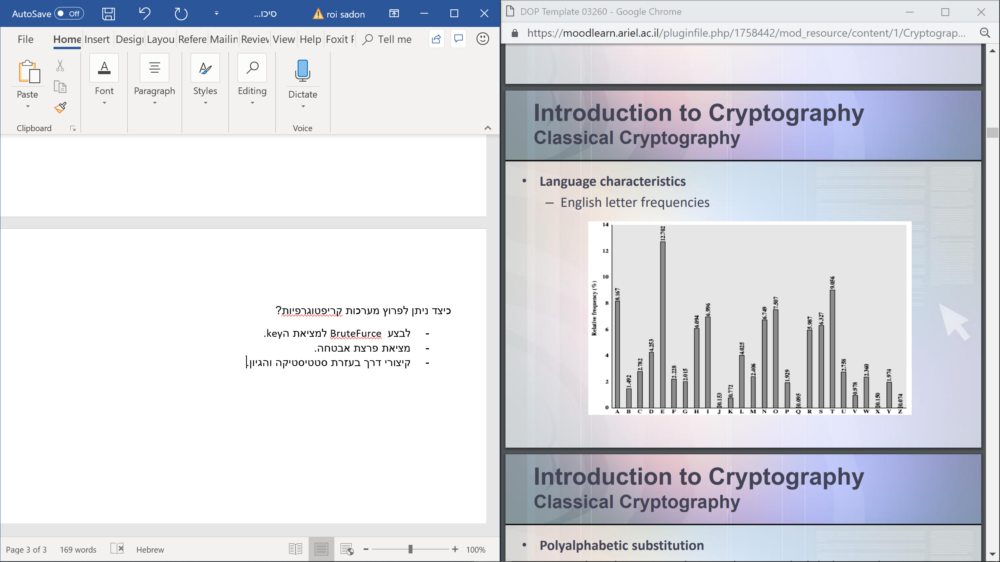 AutoSave Off
סיכו...
roi sadon
File Home Insert Desig Layou Refere Mailin Review View Help Foxit F Tell me
Paste
Font
Paragraph
Styles
Editing
Dictate
Clipboard
Voice
כיצד ניתן לפרוץ מערכות קריפטוגרפיות?
- לבצע BruteFurce למציאת הkey.
- מציאת פרצת אבטחה.
- קיצורי דרך בעזרת סטטיסטיקה והגיון.
Page 3 of 3 169 words Hebrew 100%
DOP Template 03260 - Google Chrome
https://moodlearn.ariel.ac.il/pluginfile.php/1758442/mod_resource/content/1/Cryptograp...
Introduction to Cryptography
Classical Cryptography
• Language characteristics
– English letter frequencies
Relative frequency (%)
14
12
10
8
6
4
2
0
8.167 1.492 2.782 4.253 12.702 2.228 2.015 6.094 6.996 0.153 0.772 4.025 2.406 6.749 7.507 1.929 0.095 5.987 6.327 9.056 2.758 0.978 2.360 0.150 1.974 0.074
A B C D E F G H I J K L M N O P Q R S T U V W X Y Z
Introduction to Cryptography
Classical Cryptography
• Polyalphabetic substitution